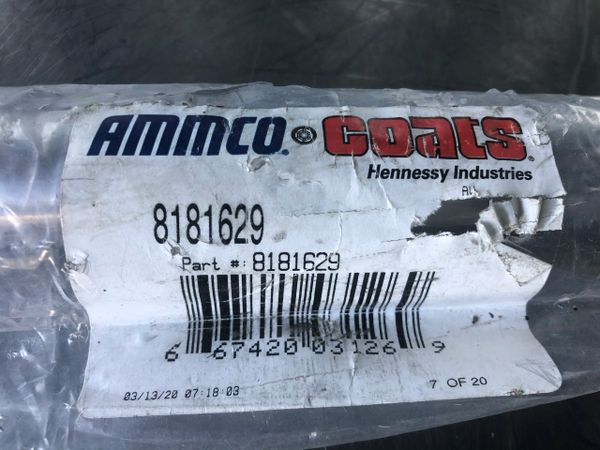 AMMCO. Coats.
Hennessy Industries
8181629
Part #: 8181629
6 67420 03126 9
03/13/20 07:18:03
7 OF 20